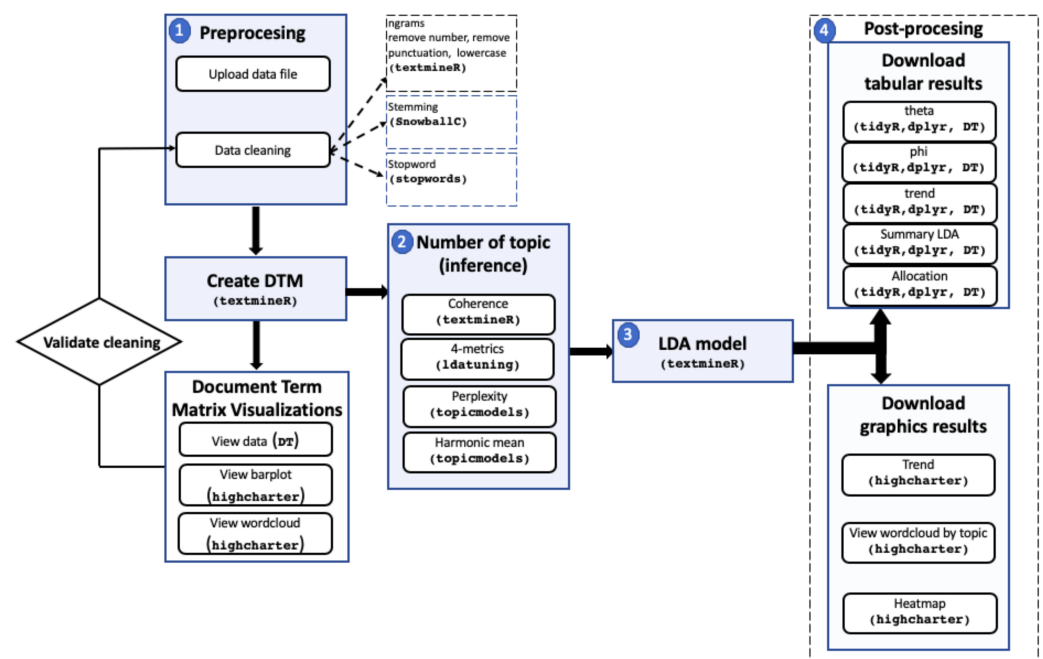 1
Preprocesing
Upload data file
Data cleaning
Ingrams
remove number, remove
punctuation, lowercase
(textmineR)
Stemming
(SnowballC)
Stopword
(stopwords)
Create DTM
(textmineR)
Validate cleaning
Document Term
Matrix Visualizations
View data (DT)
View barplot
(highcharter)
View wordcloud
(highcharter)
2
Number of topic
(inference)
Coherence
(textmineR)
4-metrics
(ldatuning)
Perplexity
(topicmodels)
Harmonic mean
(topicmodels)
3
LDA model
(textmineR)
4
Post-procesing
Download
tabular results
theta
(tidyR,dplyr, DT)
phi
(tidyR,dplyr, DT)
trend
(tidyR,dplyr, DT)
Summary LDA
(tidyR,dplyr, DT)
Allocation
(tidyR,dplyr, DT)
Download
graphics results
Trend
(highcharter)
View wordcloud by topic
(highcharter)
Heatmap
(highcharter)